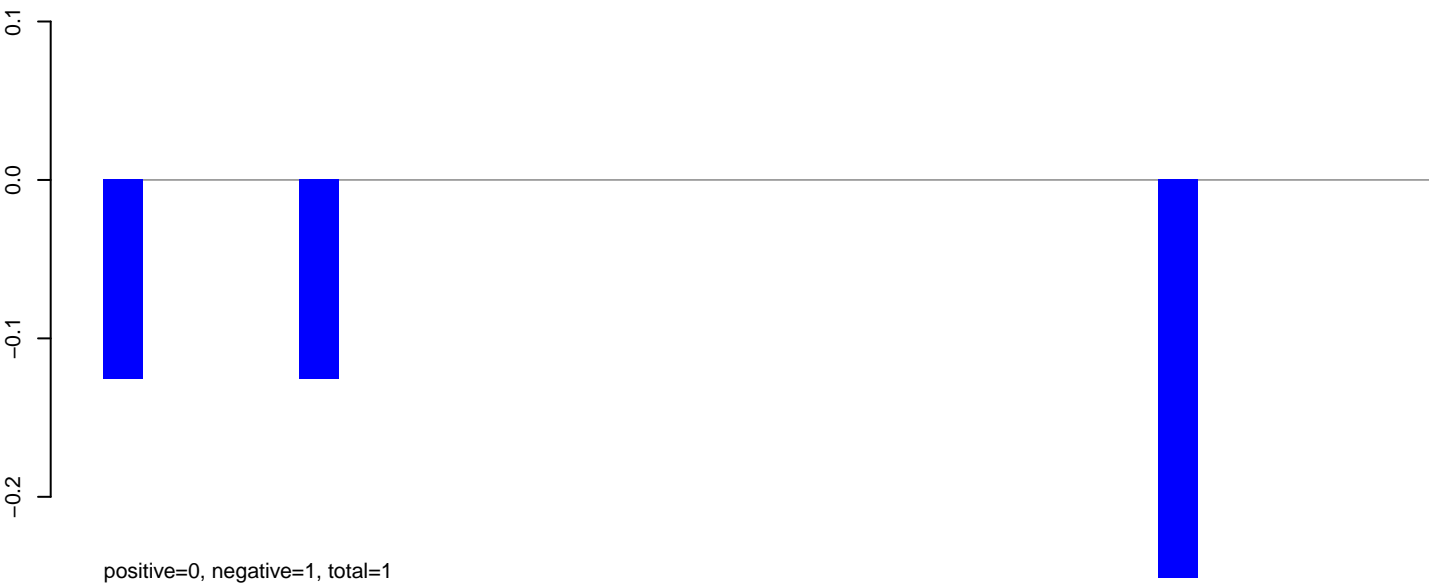 0.1
0.0
−0.1
−0.2
positive=0, negative=1, total=1